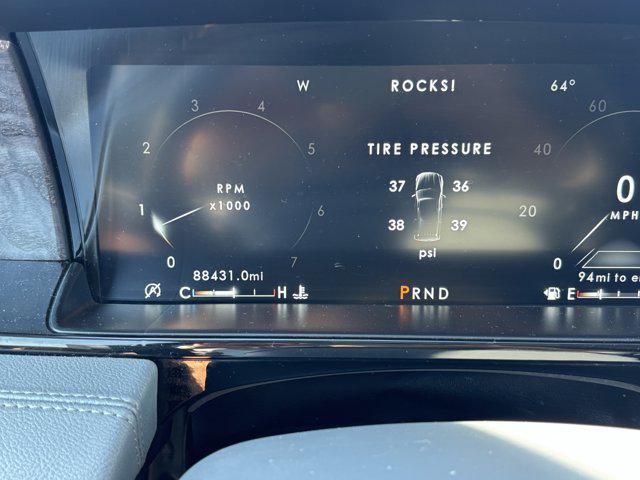 W ROCKS! 64°
3 4 60
2 5 40
TIRE PRESSURE
37 36
RPM
x1000
0
MPH
1 6 20
38 39
psi
0 7 0
88431.0mi
94mi to e
C H PRND E